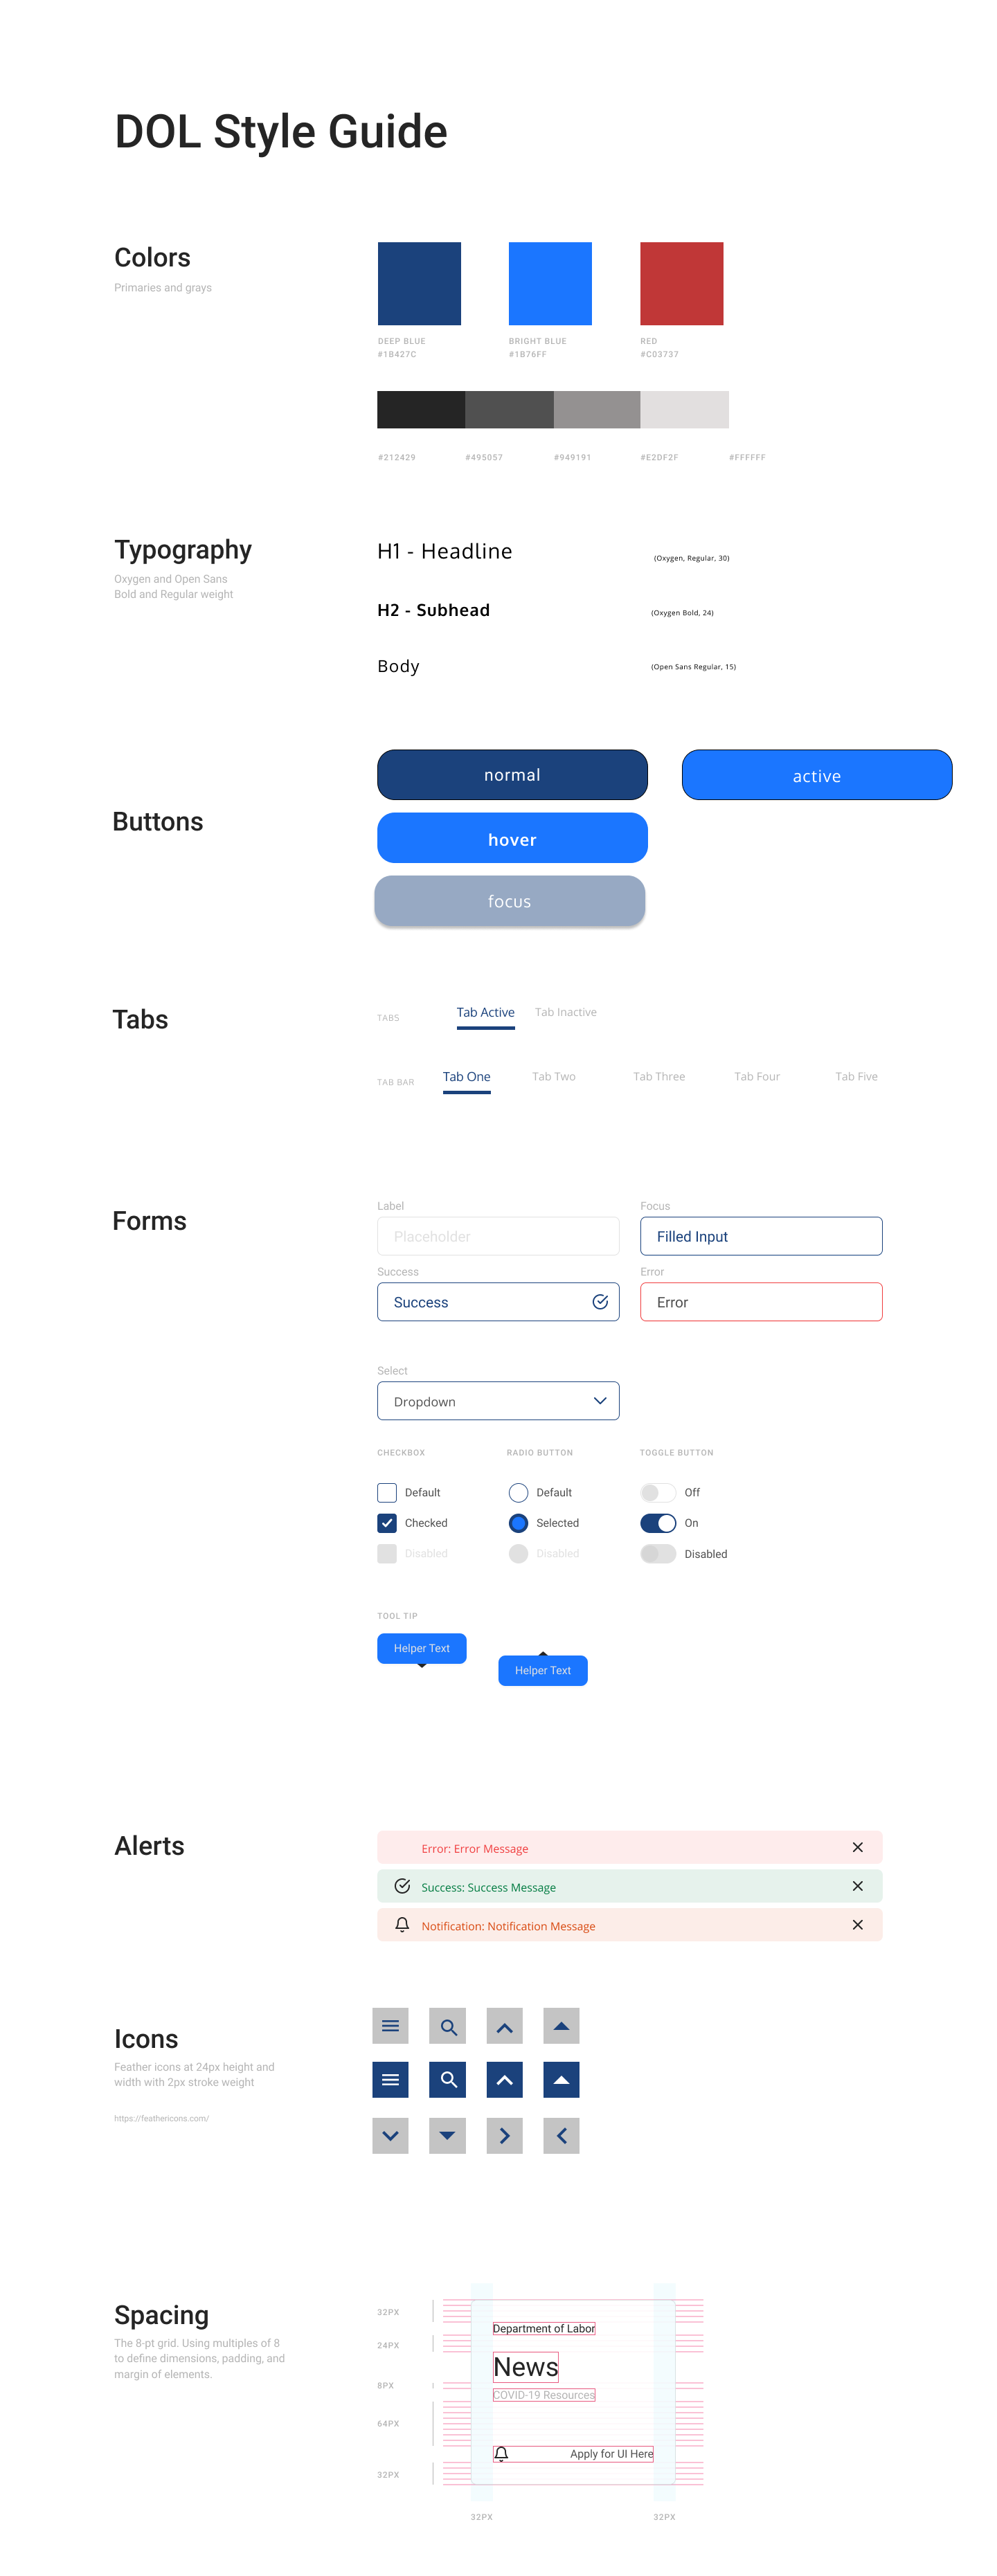 DOL Style Guide
Colors
Primaries and grays
DEEP BLUE
#1B427C
BRIGHT BLUE
#1B76FF
RED
#C03737
#212429
#495057
#949191
#E2DF2F
#FFFFFF
Typography
Oxygen and Open Sans
Bold and Regular weight
H1 - Headline
(Oxygen, Regular, 30)
H2 - Subhead
(Oxygen Bold, 24)
Body
(Open Sans Regular, 15)
Buttons
normal
active
hover
focus
Tabs
TABS
Tab Active
Tab Inactive
TAB BAR
Tab One
Tab Two
Tab Three
Tab Four
Tab Five
Forms
Label
Placeholder
Focus
Filled Input
Success
Success
Error
Error
Select
Dropdown
CHECKBOX
RADIO BUTTON
TOGGLE BUTTON
Default
Default
Off
Checked
Selected
On
Disabled
Disabled
Disabled
TOOL TIP
Helper Text
Helper Text
Alerts
Error: Error Message
Success: Success Message
Notification: Notification Message
Icons
Feather icons at 24px height and
width with 2px stroke weight
https://feathericons.com/
Spacing
The 8-pt grid. Using multiples of 8
to define dimensions, padding, and
margin of elements.
32PX
24PX
8PX
64PX
32PX
Department of Labor
News
COVID-19 Resources
Apply for UI Here
32PX
32PX